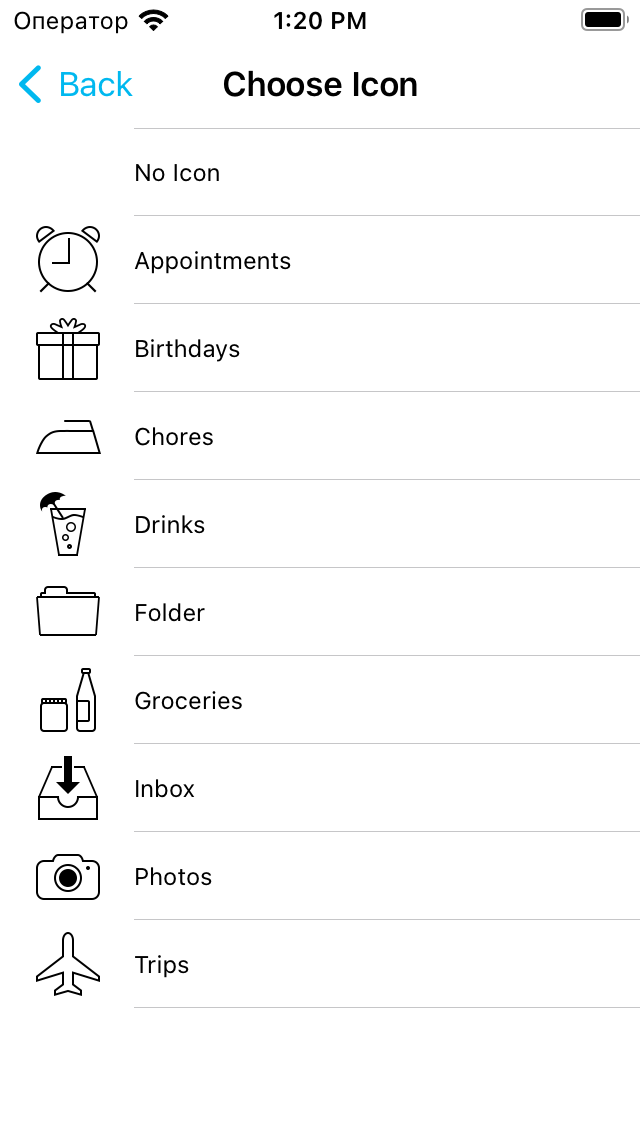 Оператор 1:20 PM
Back Choose Icon
No Icon
Appointments
Birthdays
Chores
Drinks
Folder
Groceries
Inbox
Photos
Trips